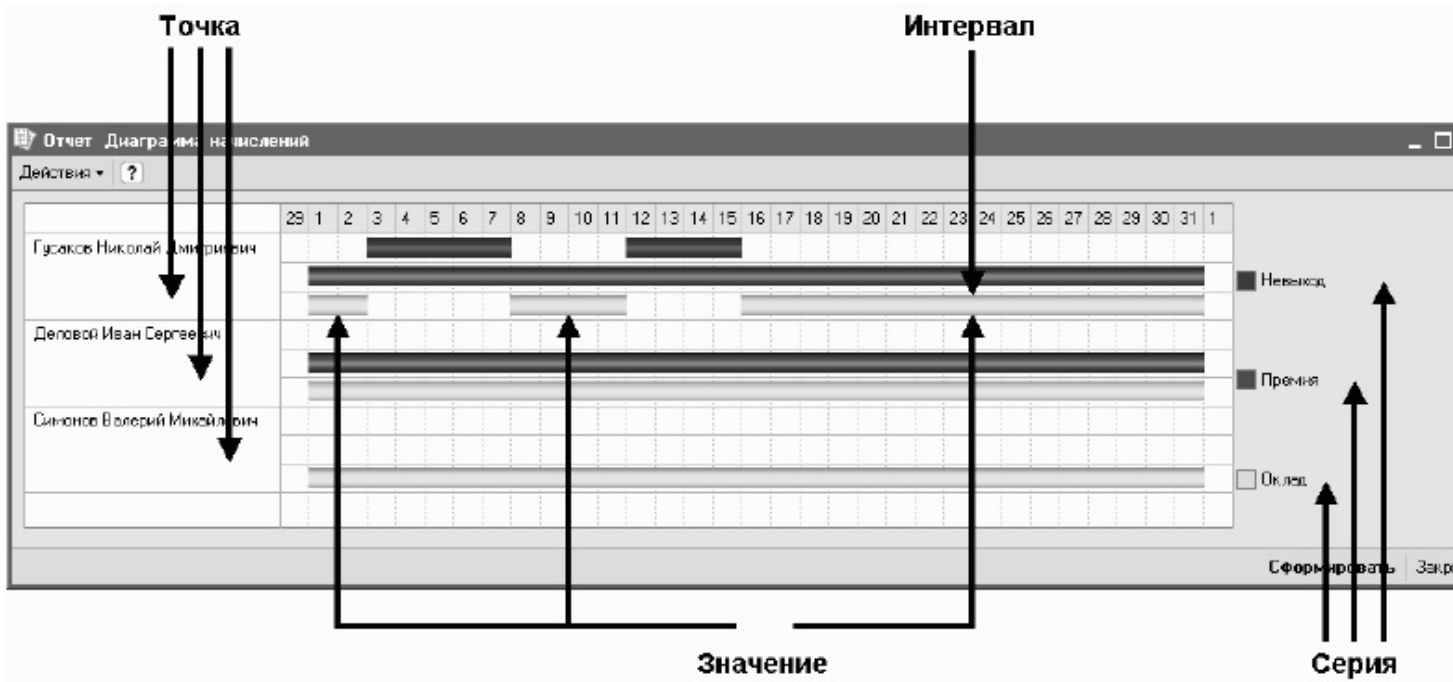 Точка
Интервал
Отчет Диаграмма начислений
Действия ▾ ?
29 1 2 3 4 5 6 7 8 9 10 11 12 13 14 15 16 17 18 19 20 21 22 23 24 25 26 27 28 29 30 31 1
Гусаков Николай Дмитриевич
Невыход
Деловой Иван Сергеевич
Премия
Симонов Валерий Михайлович
Оклад
Сформировать Закр
Значение
Серия